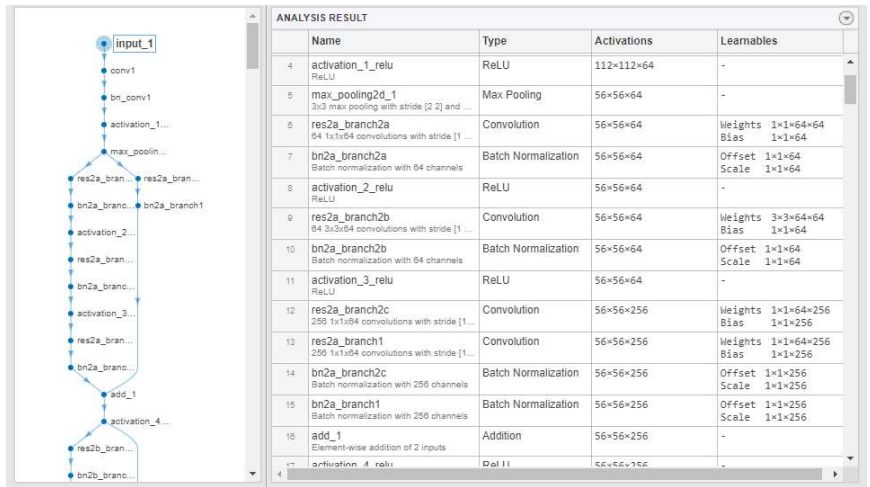 input_1
conv1
bn_conv1
activation_1...
max_poolin...
res2a_bran... res2a_bran...
bn2a_branc... bn2a_branch1
activation_2...
res2a_bran...
bn2a_branc...
activation_3...
res2a_bran...
bn2a_branc...
add_1
activation_4...
res2b_bran...
bn2b_branc...
ANALYSIS RESULT
Name Type Activations Learnables
4 activation_1_relu ReLU 112×112×64 -
ReLU
5 max_pooling2d_1 Max Pooling 56×56×64 -
3x3 max pooling with stride [2 2] and ...
6 res2a_branch2a Convolution 56×56×64 Weights 1×1×64×64
64 1x1x64 convolutions with stride [1 ... Bias 1×1×64
7 bn2a_branch2a Batch Normalization 56×56×64 Offset 1×1×64
Batch normalization with 64 channels Scale 1×1×64
8 activation_2_relu ReLU 56×56×64 -
ReLU
9 res2a_branch2b Convolution 56×56×64 Weights 3×3×64×64
64 3x3x64 convolutions with stride [1 ... Bias 1×1×64
10 bn2a_branch2b Batch Normalization 56×56×64 Offset 1×1×64
Batch normalization with 64 channels Scale 1×1×64
11 activation_3_relu ReLU 56×56×64 -
ReLU
12 res2a_branch2c Convolution 56×56×256 Weights 1×1×64×256
256 1x1x64 convolutions with stride [1... Bias 1×1×256
13 res2a_branch1 Convolution 56×56×256 Weights 1×1×64×256
256 1x1x64 convolutions with stride [1... Bias 1×1×256
14 bn2a_branch2c Batch Normalization 56×56×256 Offset 1×1×256
Batch normalization with 256 channels Scale 1×1×256
15 bn2a_branch1 Batch Normalization 56×56×256 Offset 1×1×256
Batch normalization with 256 channels Scale 1×1×256
16 add_1 Addition 56×56×256 -
Element-wise addition of 2 inputs
17 activation_4_relu ReLU 56×56×256 -